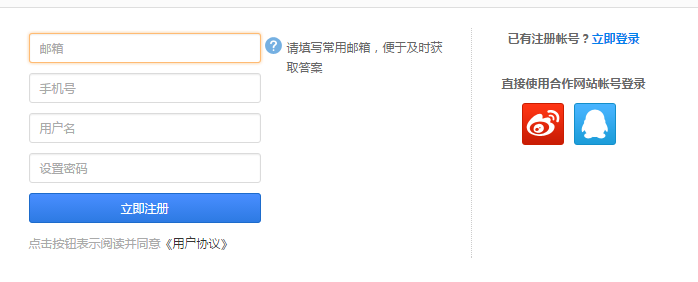 邮箱
请填写常用邮箱，便于及时获
取答案
手机号
用户名
设置密码
立即注册
点击按钮表示阅读并同意《用户协议》
已有注册帐号？立即登录
直接使用合作网站帐号登录